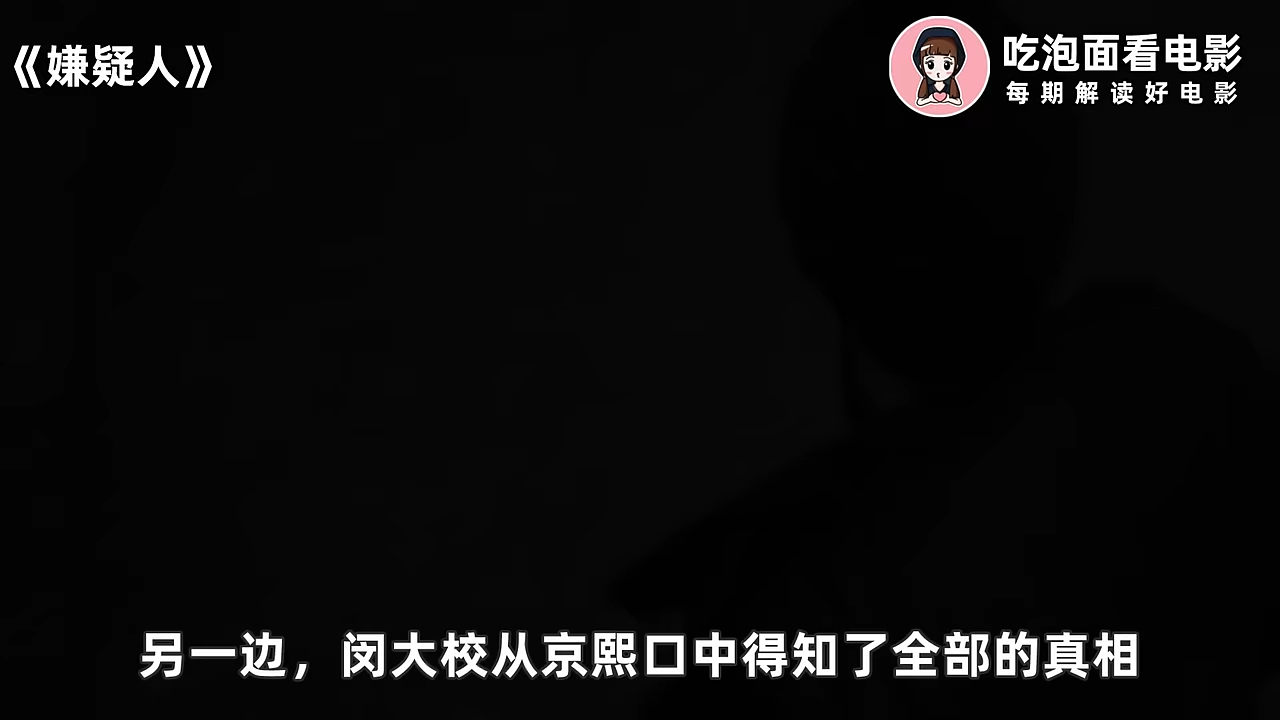 《嫌疑人》
吃泡面看电影
每期解读好电影
另一边，闵大校从京熙口中得知了全部的真相